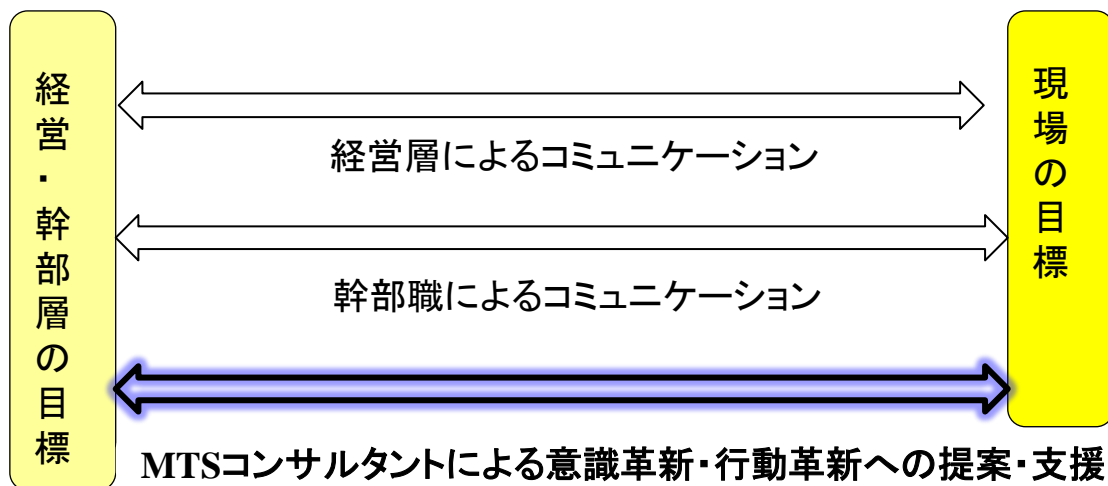 経営・幹部層の目標
現場の目標
経営層によるコミュニケーション
幹部職によるコミュニケーション
MTSコンサルタントによる意識革新・行動革新への提案・支援